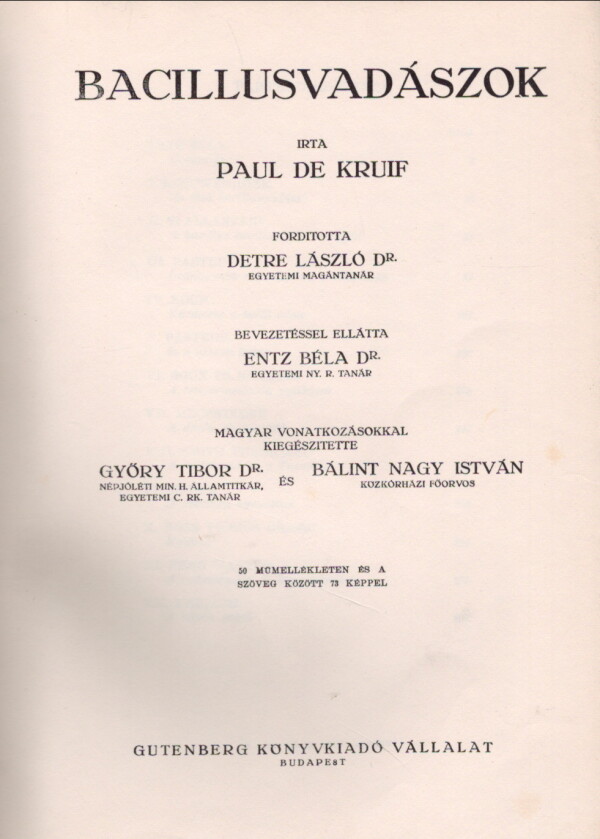 BACILLUSVADÁSZOK
IRTA
PAUL DE KRUIF
FORDITOTTA
DETRE LÁSZLÓ DR.
EGYETEMI MAGÁNTANÁR
BEVEZETÉSSEL ELLÁTTA
ENTZ BÉLA DR.
EGYETEMI NY. R. TANÁR
MAGYAR VONATKOZÁSOKKAL
KIEGÉSZITETTE
GYŐRY TIBOR DR.
NÉPJÓLÉTI MIN. H. ÁLLAMTITKÁR,
EGYETEMI C. RK. TANÁR
ÉS
BÁLINT NAGY ISTVÁN
KÖZKÓRHÁZI FŐORVOS
50 MŰMELLÉKLETEN ÉS A
SZÖVEG KÖZÖTT 73 KÉPPEL
GUTENBERG KÖNYVKIADÓ VÁLLALAT
BUDAPEST